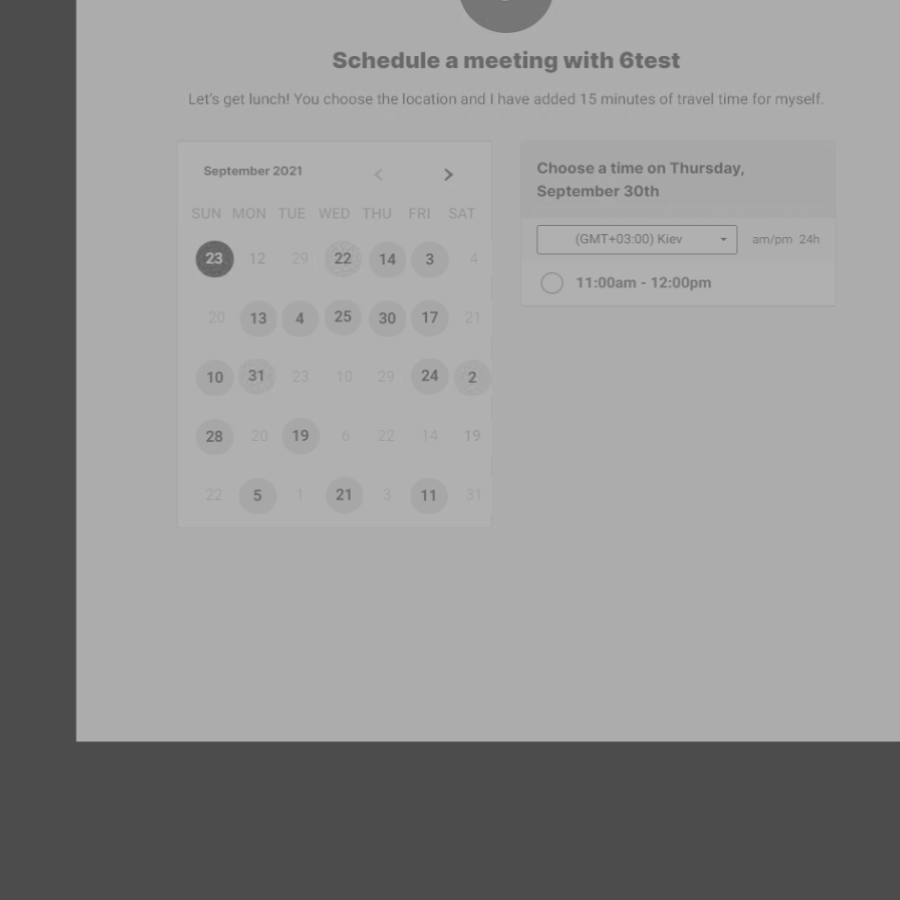 Schedule a meeting with 6test
Let's get lunch! You choose the location and I have added 15 minutes of travel time for myself.
September 2021
SUN MON TUE WED THU FRI SAT
23 12 29 22 14 3 4
20 13 4 25 30 17 21
10 31 23 10 29 24 2
28 20 19 6 22 14 19
22 5 1 21 3 11 31
Choose a time on Thursday,
September 30th
(GMT+03:00) Kiev am/pm 24h
11:00am - 12:00pm